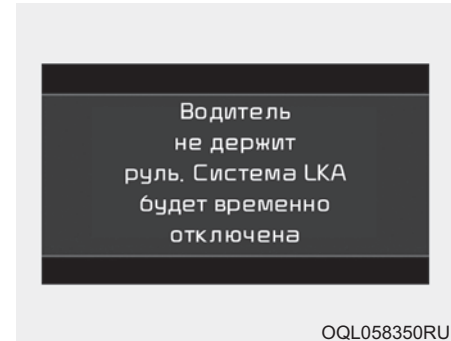 Водитель
не держит
руль. Система LKA
будет временно
отключена
OQL058350RU